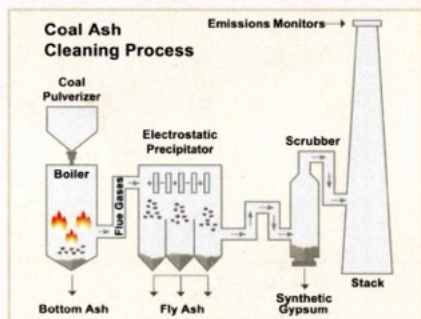 Coal Ash
Cleaning Process
Emissions Monitors
Coal
Pulverizer
Electrostatic
Precipitator
Scrubber
Boiler
Flue Gases
Bottom Ash
Fly Ash
Synthetic
Gypsum
Stack